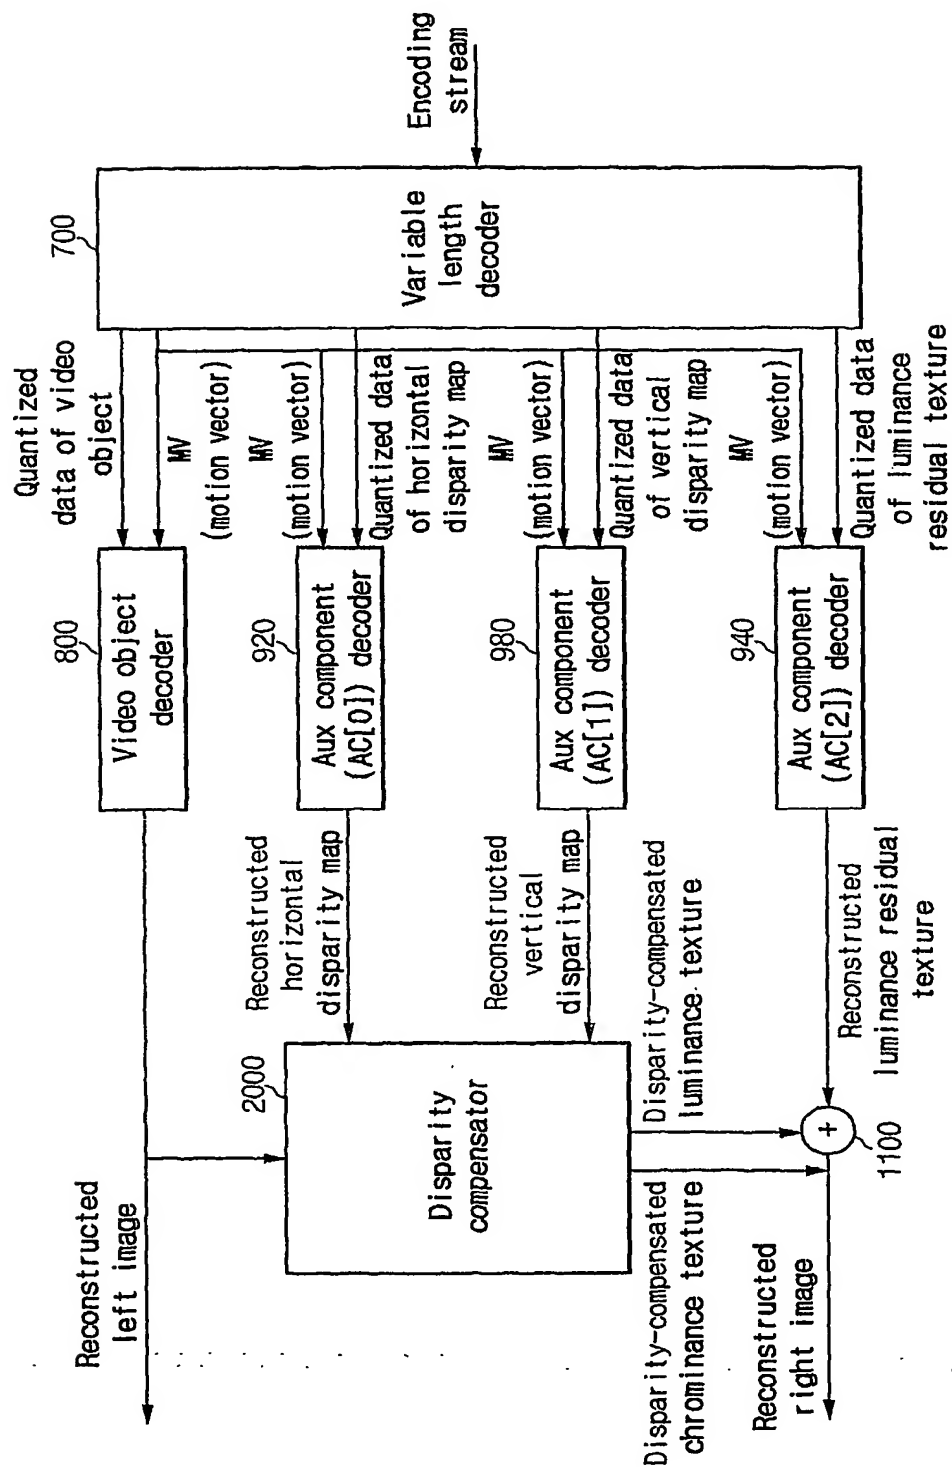 Encoding
stream
700
Variable
length
decoder
Quantized
data of video
object
MV
(motion vector)
MV
(motion vector)
Quantized data
of horizontal
disparity map
MV
(motion vector)
Quantized data
of vertical
disparity map
MV
(motion vector)
Quantized data
of luminance
residual texture
800
Video object
decoder
920
Aux component
(AC[0]) decoder
980
Aux component
(AC[1]) decoder
940
Aux component
(AC[2]) decoder
Reconstructed
horizontal
disparity map
Reconstructed
vertical
disparity map
Reconstructed
luminance residual
texture
2000
Disparity
compensator
Disparity-compensated
luminance texture
+
1100
Disparity-compensated
chrominance texture
Reconstructed
left image
Reconstructed
right image